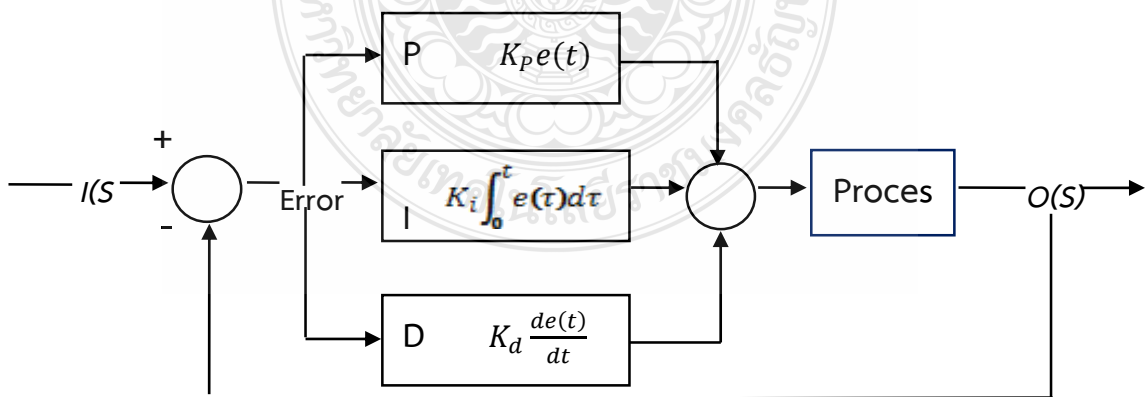 P K_P e(t)
+
I(S
-
Error
I K_i ∫_0^t e(τ)dτ
Proces
O(S)
D K_d de(t)/dt